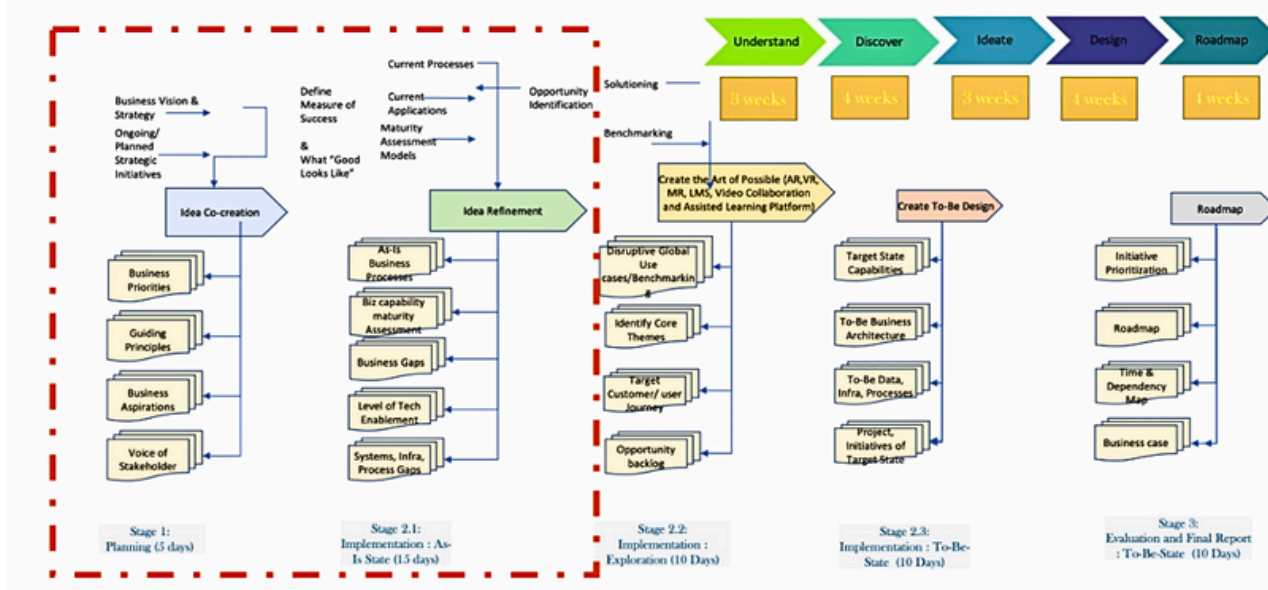 Understand
Discover
Ideate
Design
Roadmap
3 weeks
4 weeks
3 weeks
4 weeks
4 weeks
Business Vision &
Strategy
Ongoing/
Planned
Strategic
Initiatives
Idea Co-creation
Business
Priorities
Guiding
Principles
Business
Aspirations
Voice of
Stakeholder
Stage 1:
Planning (5 days)
Define
Measure of
Success
&
What "Good
Looks Like"
Current Processes
Current
Applications
Maturity
Assessment
Models
Opportunity
Identification
Idea Refinement
As-Is
Business
Processes
Biz capability
maturity
Assessment
Business Gaps
Level of Tech
Enablement
Systems, Infra,
Process Gaps
Stage 2.1:
Implementation : As-
Is State (15 days)
Solutioning
Benchmarking
Create the Art of Possible (AR,VR,
MR, LMS, Video Collaboration
and Assisted Learning Platform)
Disruptive Global
Use
cases/Benchmarkin
g
Identify Core
Themes
Target
Customer/ user
Journey
Opportunity
backlog
Stage 2.2:
Implementation :
Exploration (10 Days)
Create To-Be Design
Target State
Capabilities
To-Be Business
Architecture
To-Be Data,
Infra, Processes
Project,
Initiatives of
Target State
Stage 2.3:
Implementation : To-Be-
State (10 Days)
Roadmap
Initiative
Prioritization
Roadmap
Time &
Dependency
Map
Business case
Stage 3:
Evaluation and Final Report
: To-Be-State (10 Days)